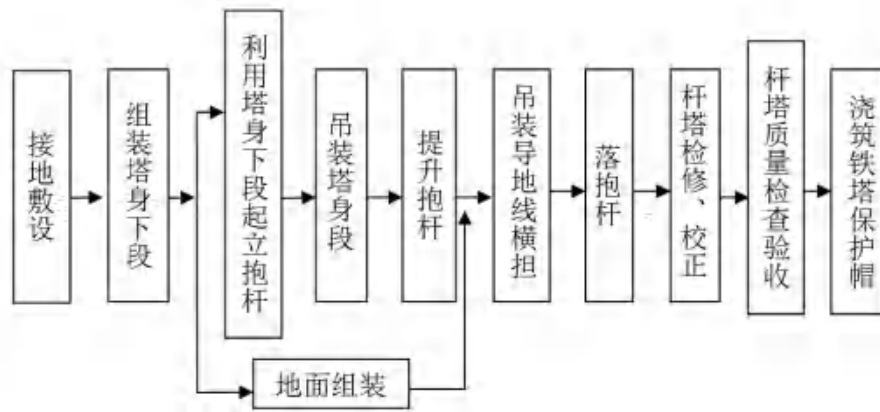 接地敷设
组装塔身下段
利用塔身下段起立抱杆
吊装塔身段
提升抱杆
吊装导地线横担
落抱杆
杆塔检修、校正
杆塔质量检查验收
浇筑铁塔保护帽
地面组装